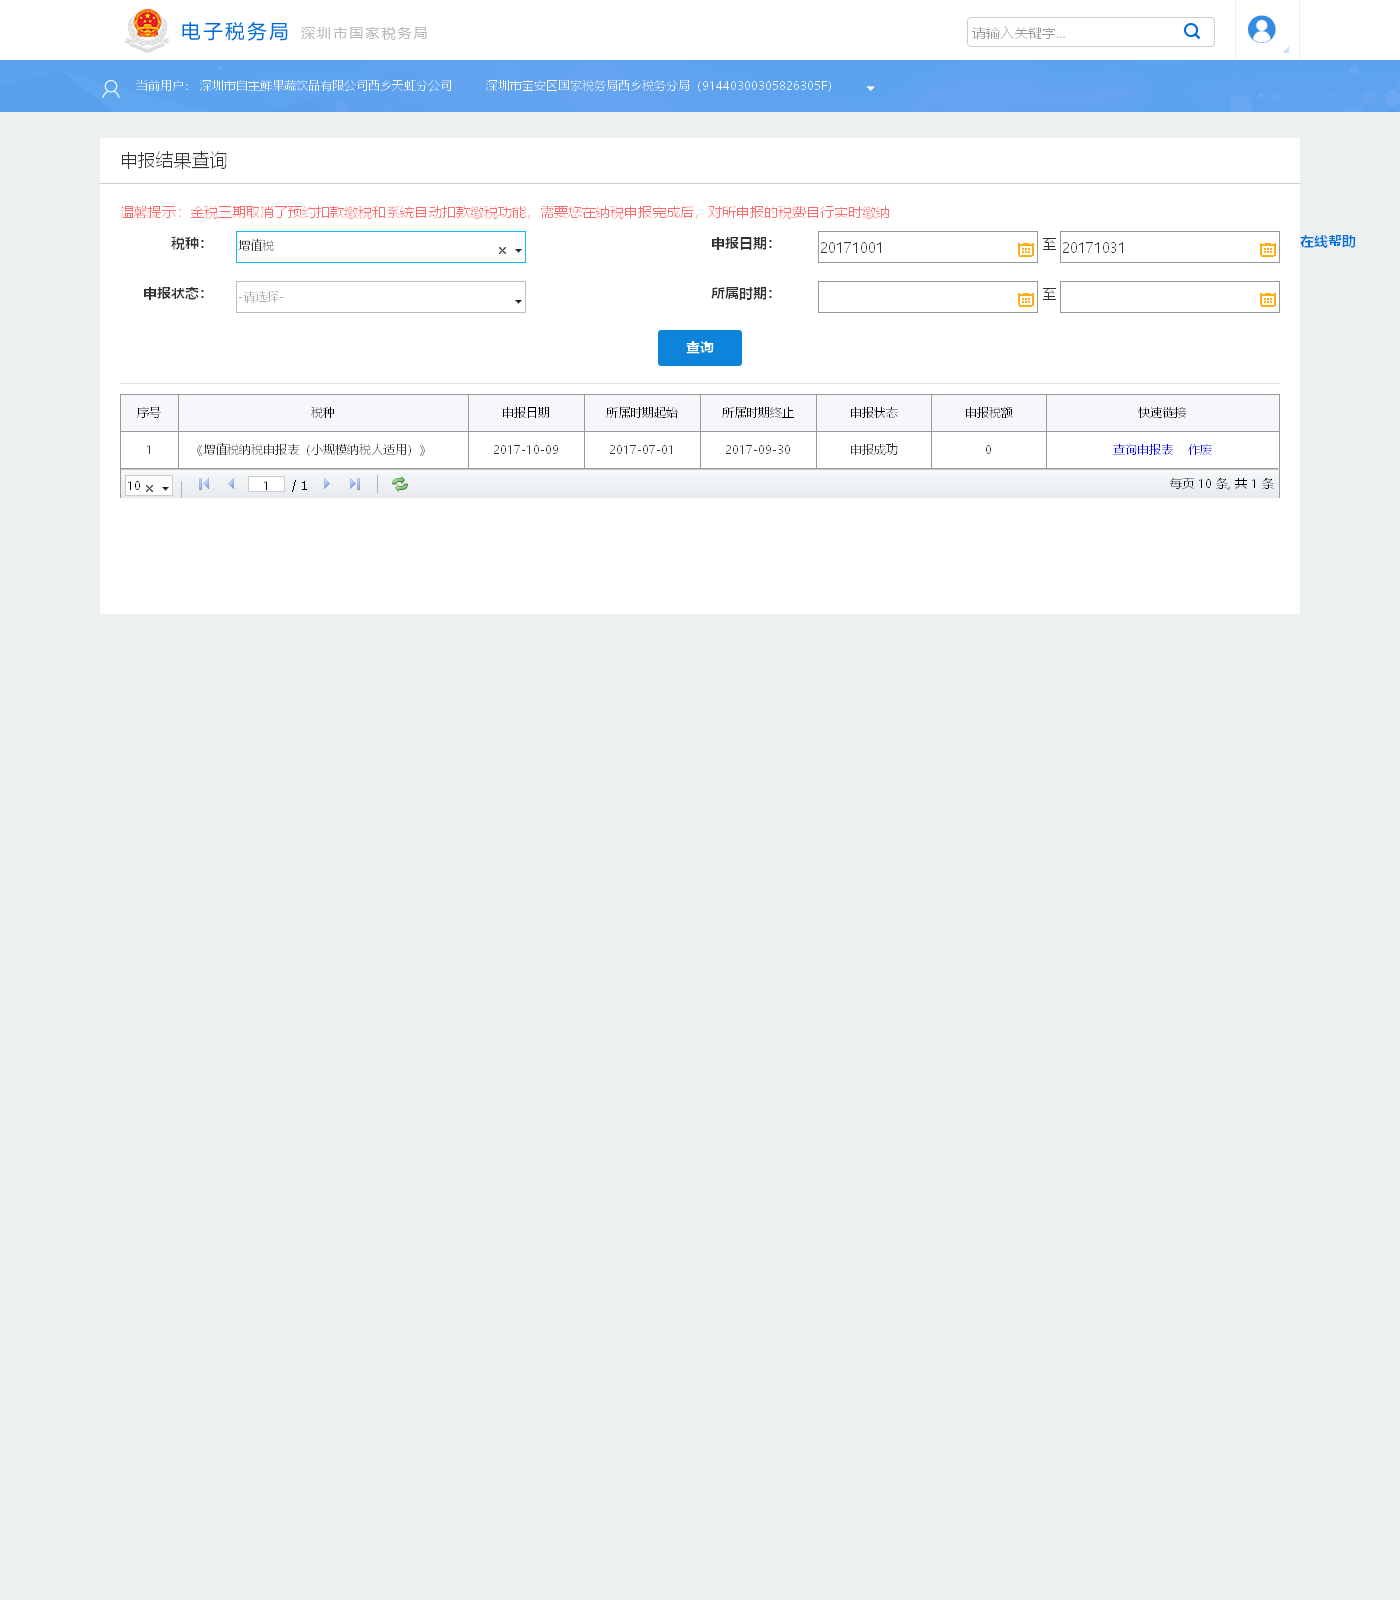 电子税务局 深圳市国家税务局
请输入关键字...
当前用户： 深圳市自主鲜果蔬饮品有限公司西乡天虹分公司 深圳市宝安区国家税务局西乡税务分局（91440300305826305F）
申报结果查询
温馨提示：金税三期取消了预约扣款缴税和系统自动扣款缴税功能，需要您在纳税申报完成后，对所申报的税费自行实时缴纳
税种： 增值税 申报日期： 20171001 至 20171031 在线帮助
申报状态： -请选择- 所属时期： 至
查询
序号 税种 申报日期 所属时期起始 所属时期终止 申报状态 申报税额 快速链接
1 《增值税纳税申报表（小规模纳税人适用）》 2017-10-09 2017-07-01 2017-09-30 申报成功 0 查询申报表 作废
10 1 / 1 每页 10 条, 共 1 条